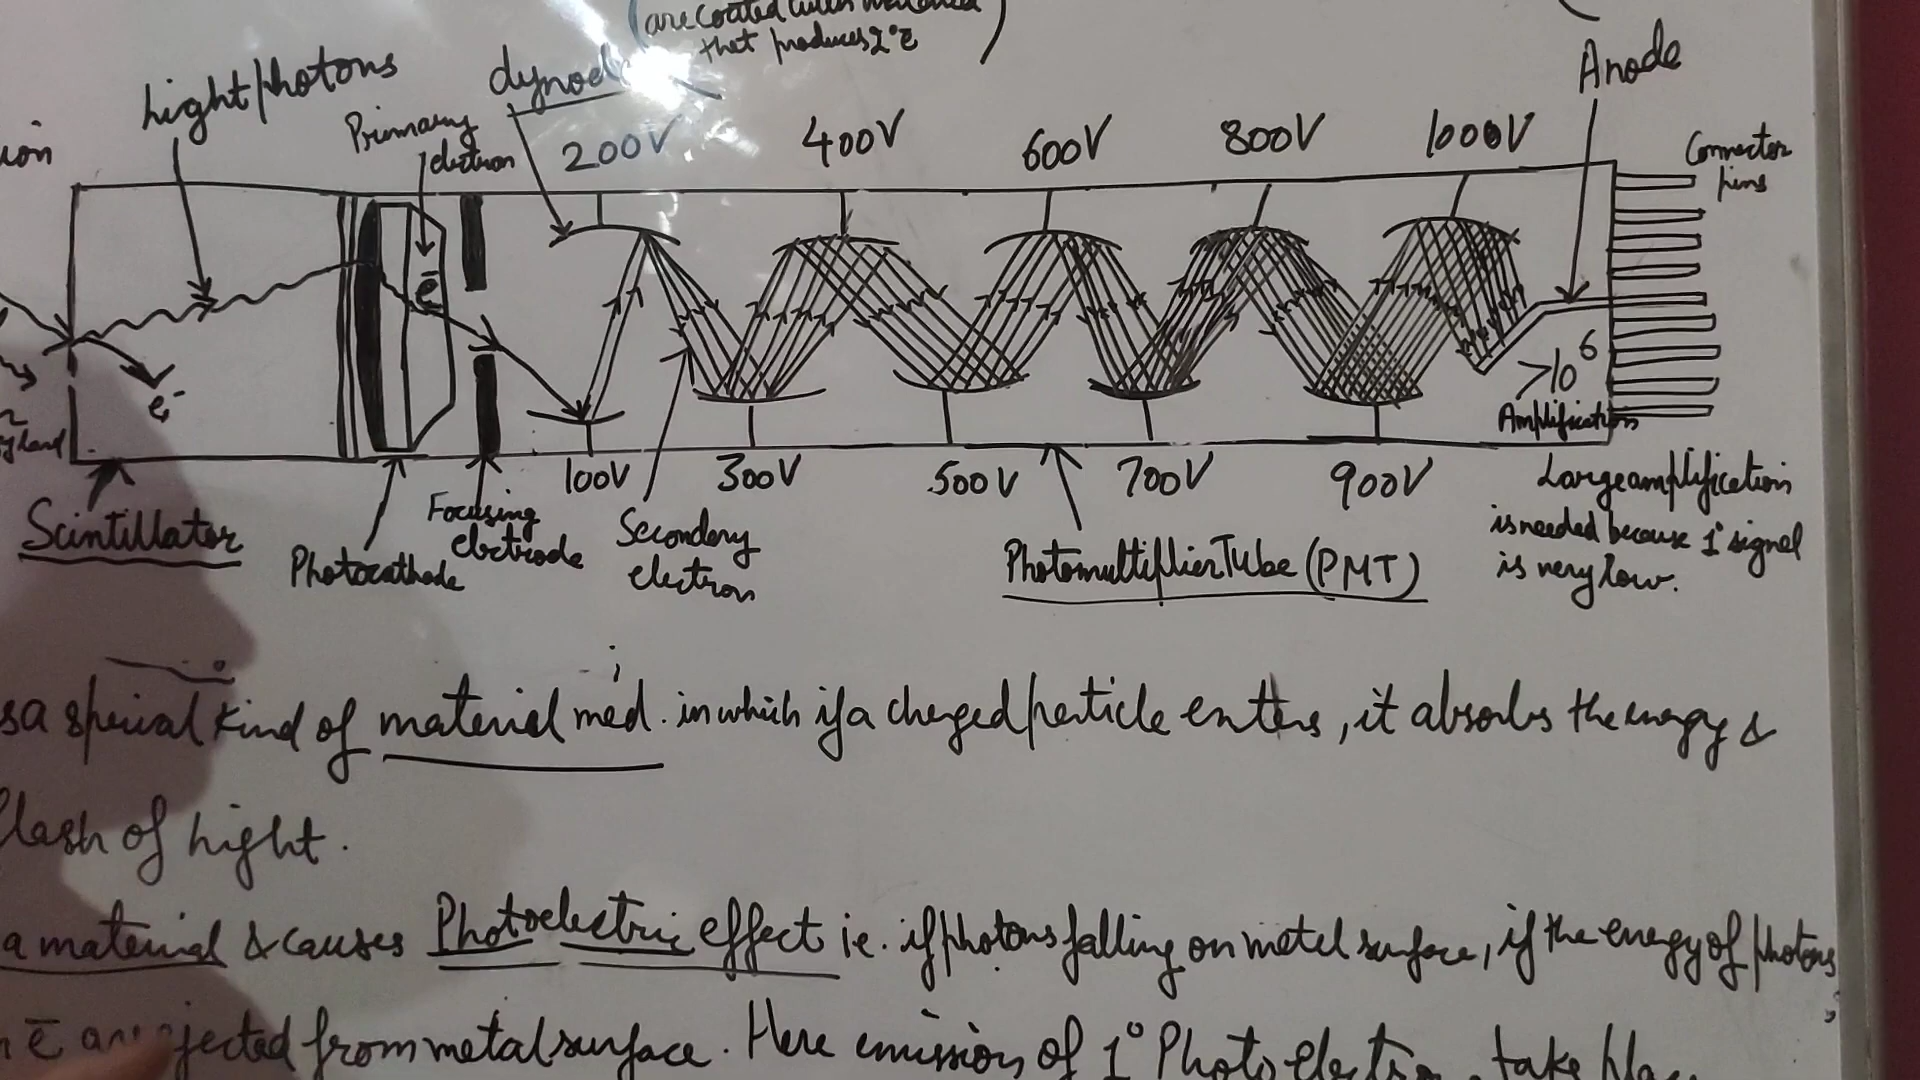 (are coated with material
that produces 2°ē)
dynode
Light/photons
Primary
electron
200V
400V
600V
800V
1000V
Anode
Connector
pins
ē
e⁻
>10⁶
Amplification
Scintillator
Photocathode
Focusing
electrode
100V
Secondary
electron
300V
500V
700V
900V
Photomultiplier Tube (PMT)
Large amplification
is needed because 1° signal
is very low.
a special kind of material med. in which if a charged particle enters, it absorbs the energy &
flash of light.
a material & causes Photoelectric effect ie. if photons falling on metal surface, if the energy of photons
ē are ejected from metal surface. Here emission of 1° Photo electron take place